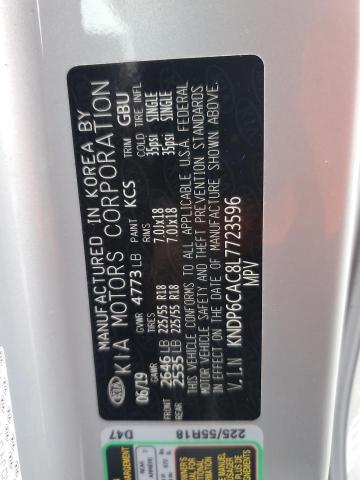 MANUFACTURED IN KOREA BY
KIA MOTORS CORPORATION
06/19 GVWR 4773 LB PAINT KCS TRIM GBU
TIRES RIMS COLD TIRE INFL
FRONT 2646 LB 225/55 R18 7.0JX18 35psi SINGLE
REAR 2535 LB 225/55 R18 7.0JX18 35psi SINGLE
THIS VEHICLE CONFORMS TO ALL APPLICABLE U.S.A. FEDERAL
MOTOR VEHICLE SAFETY AND THEFT PREVENTION STANDARDS
IN EFFECT ON THE DATE OF MANUFACTURE SHOWN ABOVE.
V.I.N KNDP6CAC8L7723596
MPV
KIA
D47 225/55R18
REAR